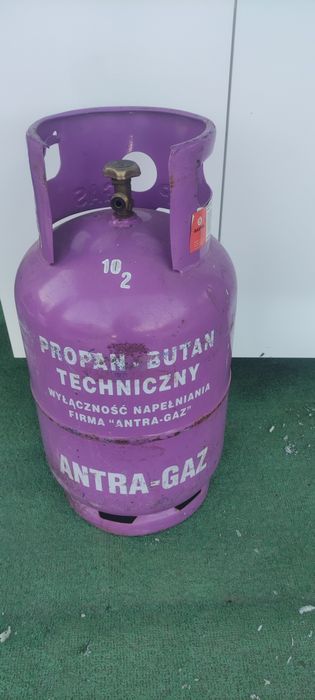 10
2
PROPAN - BUTAN
TECHNICZNY
WYŁĄCZNOŚĆ NAPEŁNIANIA
FIRMA "ANTRA-GAZ"
ANTRA-GAZ